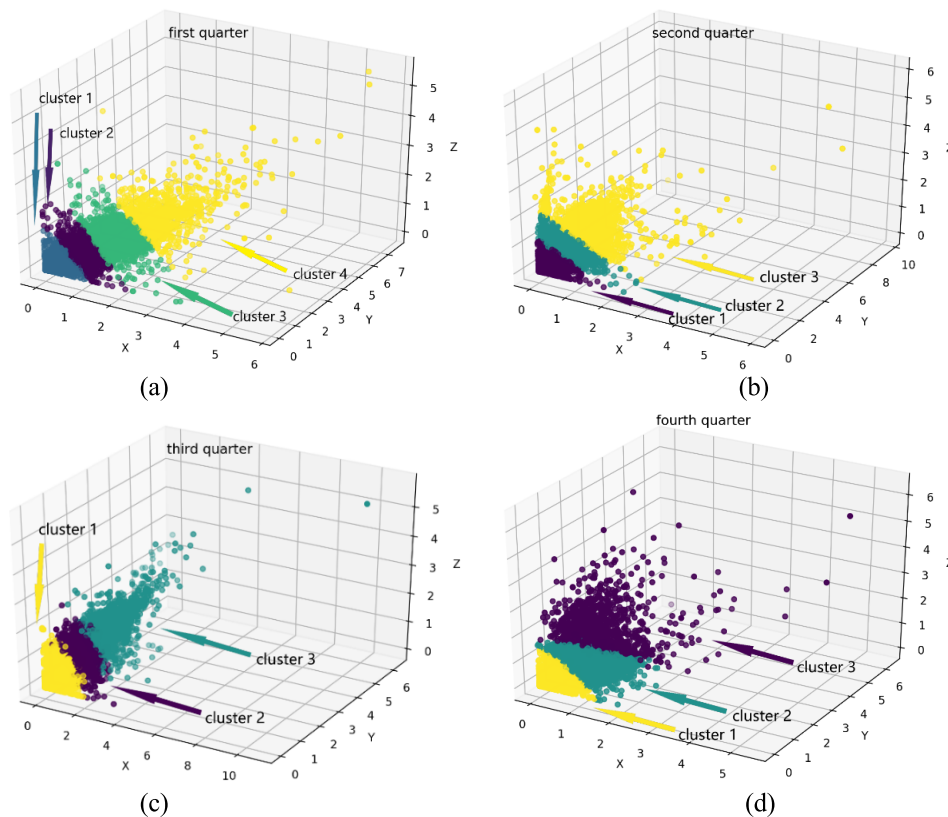 first quarter
cluster 1
cluster 2
cluster 4
cluster 3
0 1 2 3 4 5 6
X
0 1 2 3 4 5 6 7
Y
0 1 2 3 4 5
Z
(a)
second quarter
cluster 3
cluster 2
cluster 1
0 1 2 3 4 5 6
X
0 2 4 6 8 10
Y
0 1 2 3 4 5 6
(b)
third quarter
cluster 1
cluster 3
cluster 2
0 2 4 6 8 10
X
0 1 2 3 4 5 6
Y
0 1 2 3 4 5
Z
(c)
fourth quarter
cluster 3
cluster 2
cluster 1
0 1 2 3 4 5
X
0 1 2 3 4 5 6 7
Y
0 1 2 3 4 5 6
(d)